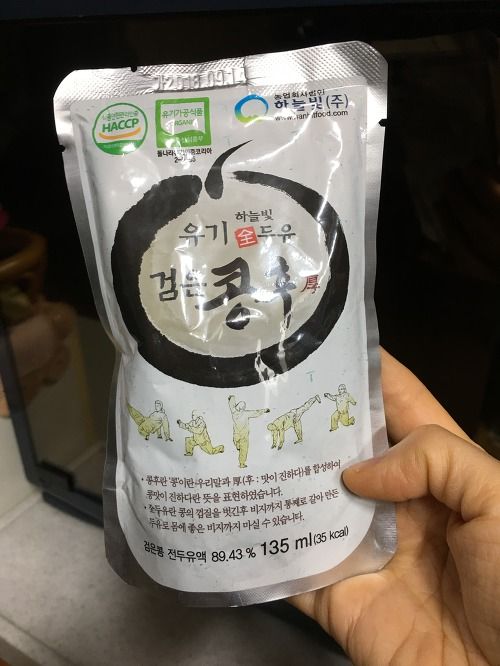 HACCP
유기가공식품
ORGANIC
농업회사법인
하늘빛(주)
하늘빛
유기 全두유
검은콩후 厚
• 콩후란 '콩'이란 우리말과 厚(후 : 맛이 진하다)를 합성하여
콩맛이 진하다란 뜻을 표현하였습니다.
• 全두유란 콩의 껍질을 벗긴후 비지까지 통째로 갈아 만든
두유로 몸에 좋은 비지까지 마실 수 있습니다.
검은콩 전두유액 89.43 % 135 ml(35 kcal)